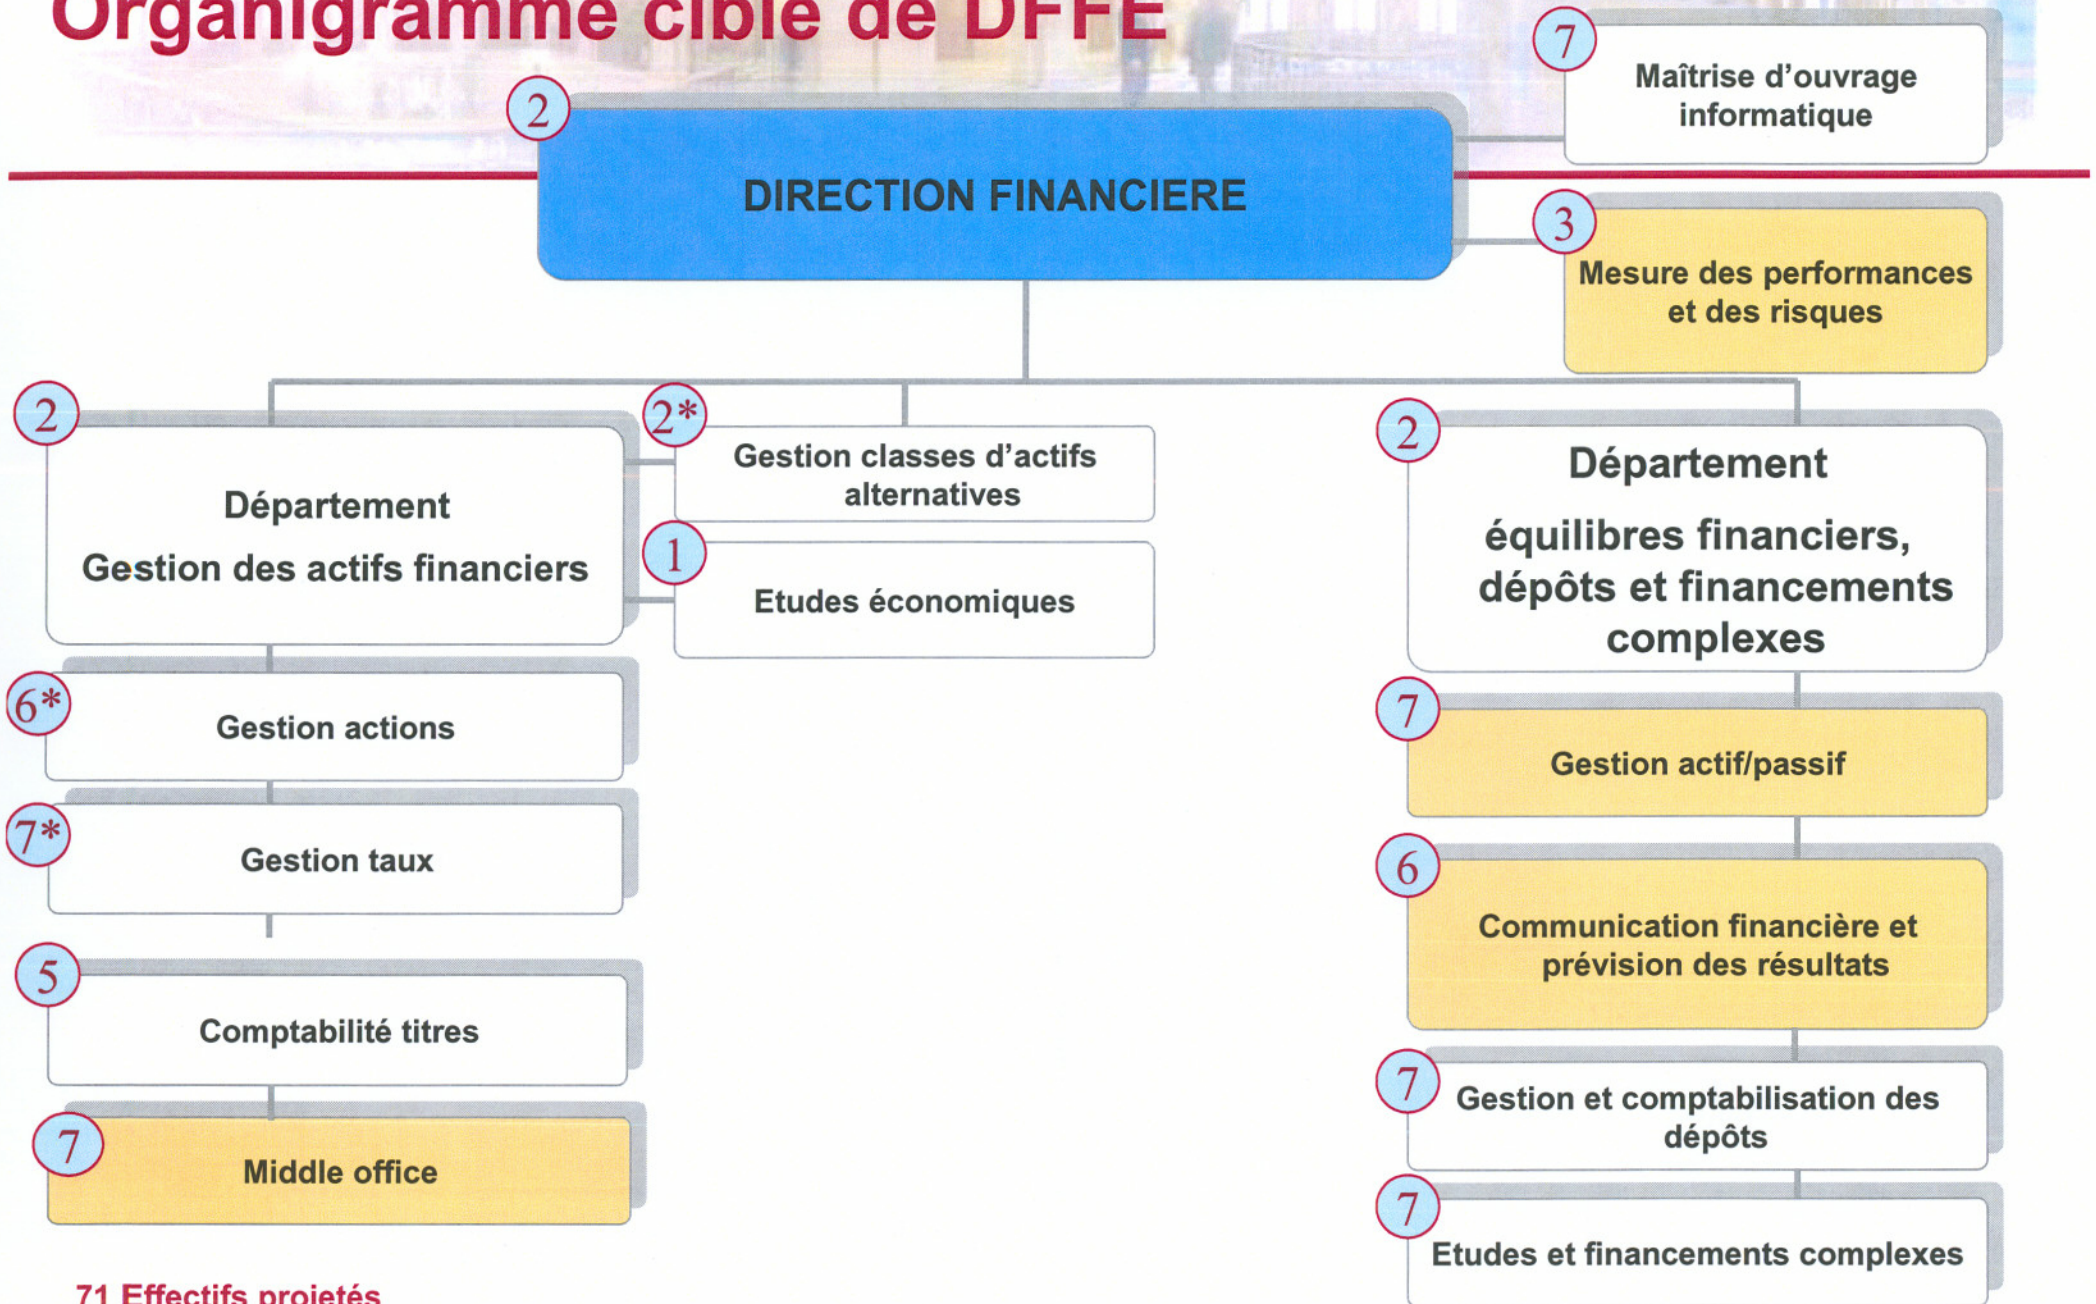 Organigramme cible de DFFE
7
Maîtrise d'ouvrage
informatique
2
DIRECTION FINANCIERE
3
Mesure des performances
et des risques
2
Département
Gestion des actifs financiers
2*
Gestion classes d'actifs
alternatives
1
Etudes économiques
2
Département
équilibres financiers,
dépôts et financements
complexes
6*
Gestion actions
7*
Gestion taux
5
Comptabilité titres
7
Middle office
7
Gestion actif/passif
6
Communication financière et
prévision des résultats
7
Gestion et comptabilisation des
dépôts
7
Etudes et financements complexes
71 Effectifs projetés